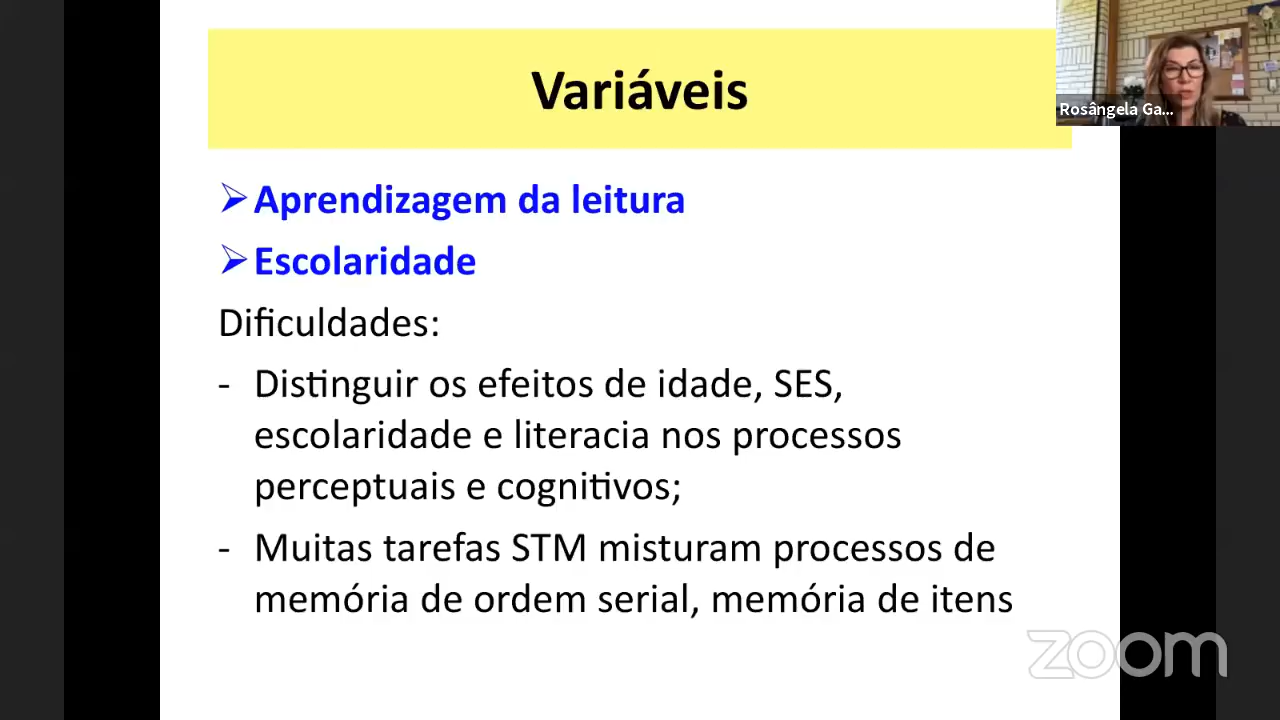 Variáveis
Rosângela Ga...
Aprendizagem da leitura
Escolaridade
Dificuldades:
- Distinguir os efeitos de idade, SES,
escolaridade e literacia nos processos
perceptuais e cognitivos;
- Muitas tarefas STM misturam processos de
memória de ordem serial, memória de itens
zoom